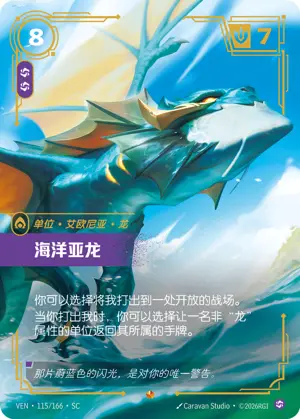 8
7
单位 · 艾欧尼亚 · 龙
海洋亚龙
你可以选择将我打出到一处开放的战场。
当你打出我时，你可以选择让一名非“龙”
属性的单位返回其所属的手牌。
那片蔚蓝色的闪光，是对你的唯一警告。
VEN · 115/166 · SC
Caravan Studio · ©2026RGI